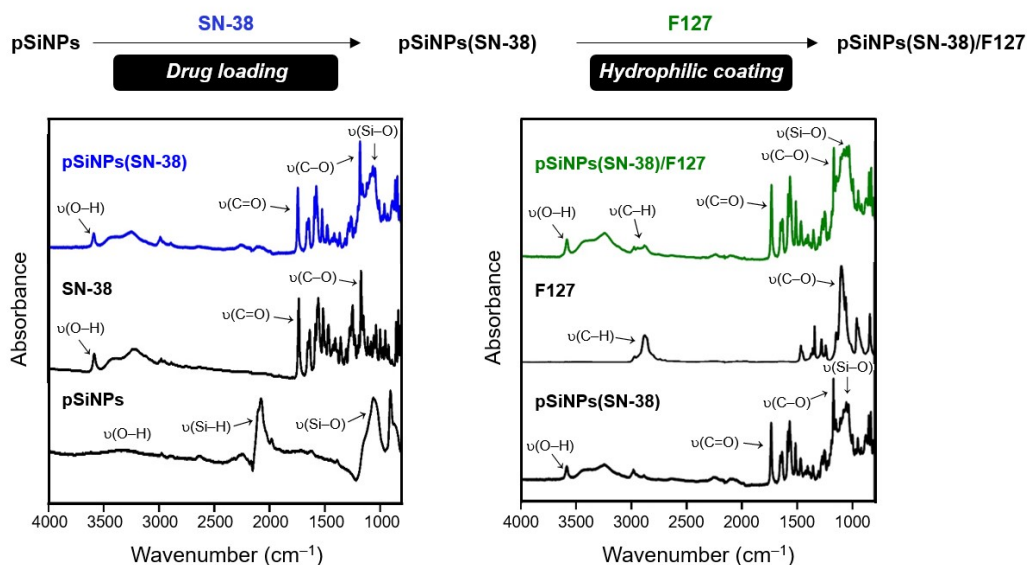 SN-38
F127
pSiNPs
pSiNPs(SN-38)
pSiNPs(SN-38)/F127
Drug loading
Hydrophilic coating
υ(Si–O)
pSiNPs(SN-38)
υ(C–O)
υ(C=O)
υ(O–H)
SN-38
υ(C–O)
υ(C=O)
υ(O–H)
pSiNPs
υ(O–H)
υ(Si–H)
υ(Si–O)
Absorbance
4000 3500 3000 2500 2000 1500 1000
Wavenumber (cm⁻¹)
υ(Si–O)
pSiNPs(SN-38)/F127
υ(C–O)
υ(C=O)
υ(O–H)
υ(C–H)
F127
υ(C–O)
υ(C–H)
υ(Si–O)
pSiNPs(SN-38)
υ(C–O)
υ(C=O)
υ(O–H)
Absorbance
4000 3500 3000 2500 2000 1500 1000
Wavenumber (cm⁻¹)